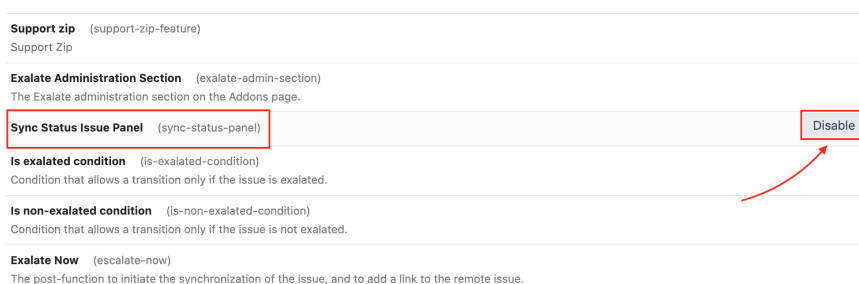 Support zip (support-zip-feature)
Support Zip
Exalate Administration Section (exalate-admin-section)
The Exalate administration section on the Addons page.
Sync Status Issue Panel (sync-status-panel) Disable
Is exalated condition (is-exalated-condition)
Condition that allows a transition only if the issue is exalated.
Is non-exalated condition (is-non-exalated-condition)
Condition that allows a transition only if the issue is not exalated.
Exalate Now (escalate-now)
The post-function to initiate the synchronization of the issue, and to add a link to the remote issue.